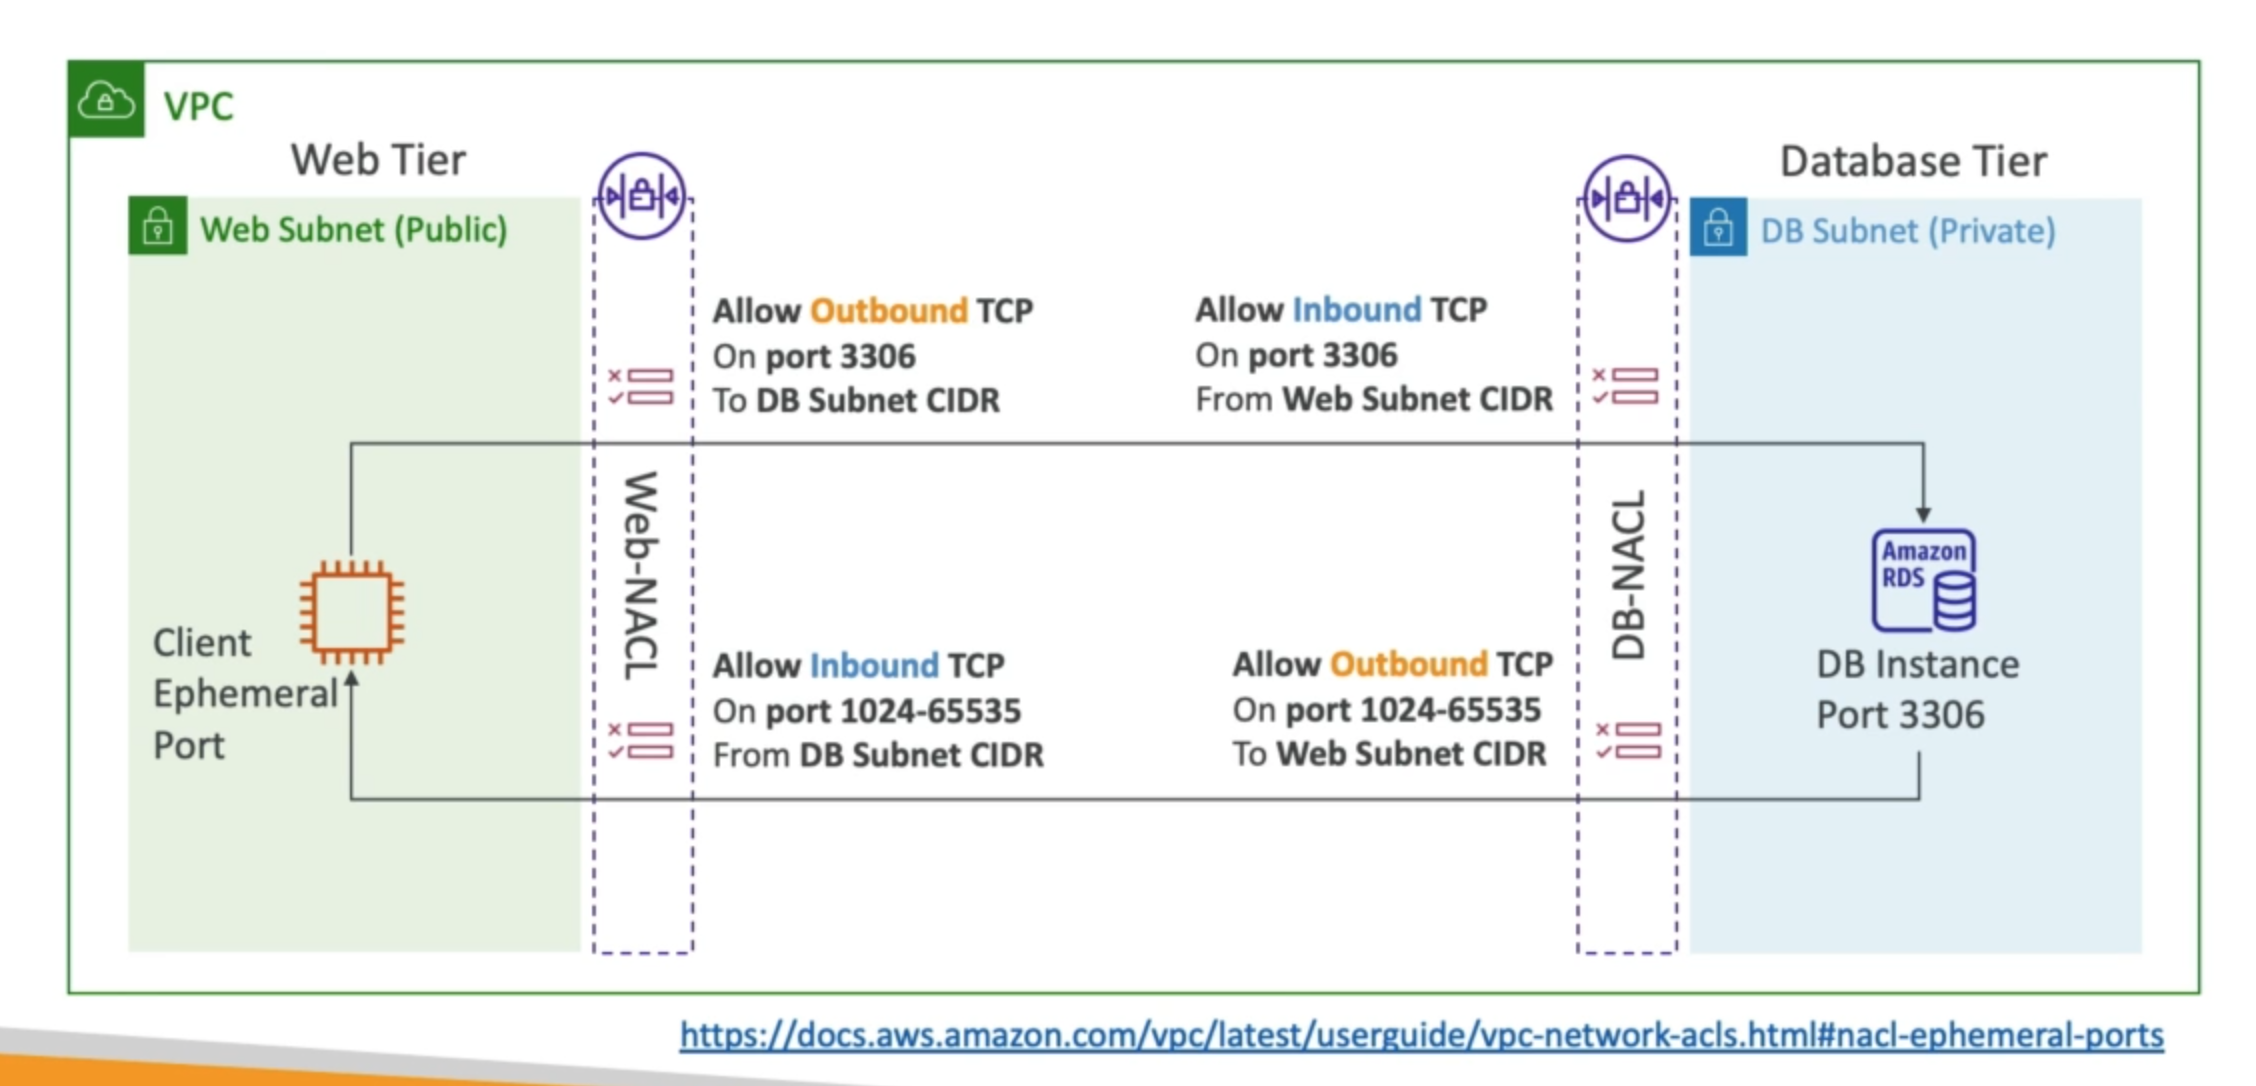 VPC
Web Tier
Database Tier
Web Subnet (Public)
DB Subnet (Private)
Allow Outbound TCP
On port 3306
To DB Subnet CIDR
Allow Inbound TCP
On port 3306
From Web Subnet CIDR
Web-NACL
DB-NACL
Amazon
RDS
Client
Ephemeral
Port
DB Instance
Port 3306
Allow Inbound TCP
On port 1024-65535
From DB Subnet CIDR
Allow Outbound TCP
On port 1024-65535
To Web Subnet CIDR
https://docs.aws.amazon.com/vpc/latest/userguide/vpc-network-acls.html#nacl-ephemeral-ports